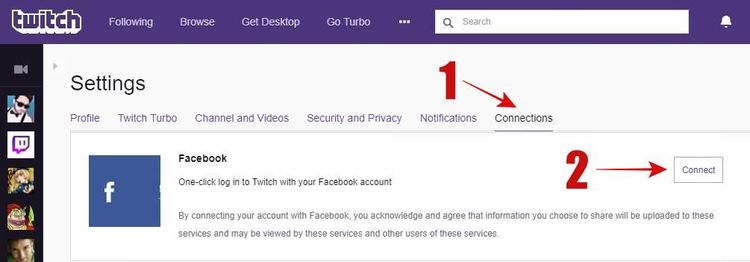 twitch Following Browse Get Desktop Go Turbo ••• Search
Settings
1
Profile Twitch Turbo Channel and Videos Security and Privacy Notifications Connections
Facebook
2 Connect
One-click log in to Twitch with your Facebook account
f
By connecting your account with Facebook, you acknowledge and agree that information you choose to share will be uploaded to these
services and may be viewed by these services and other users of these services.